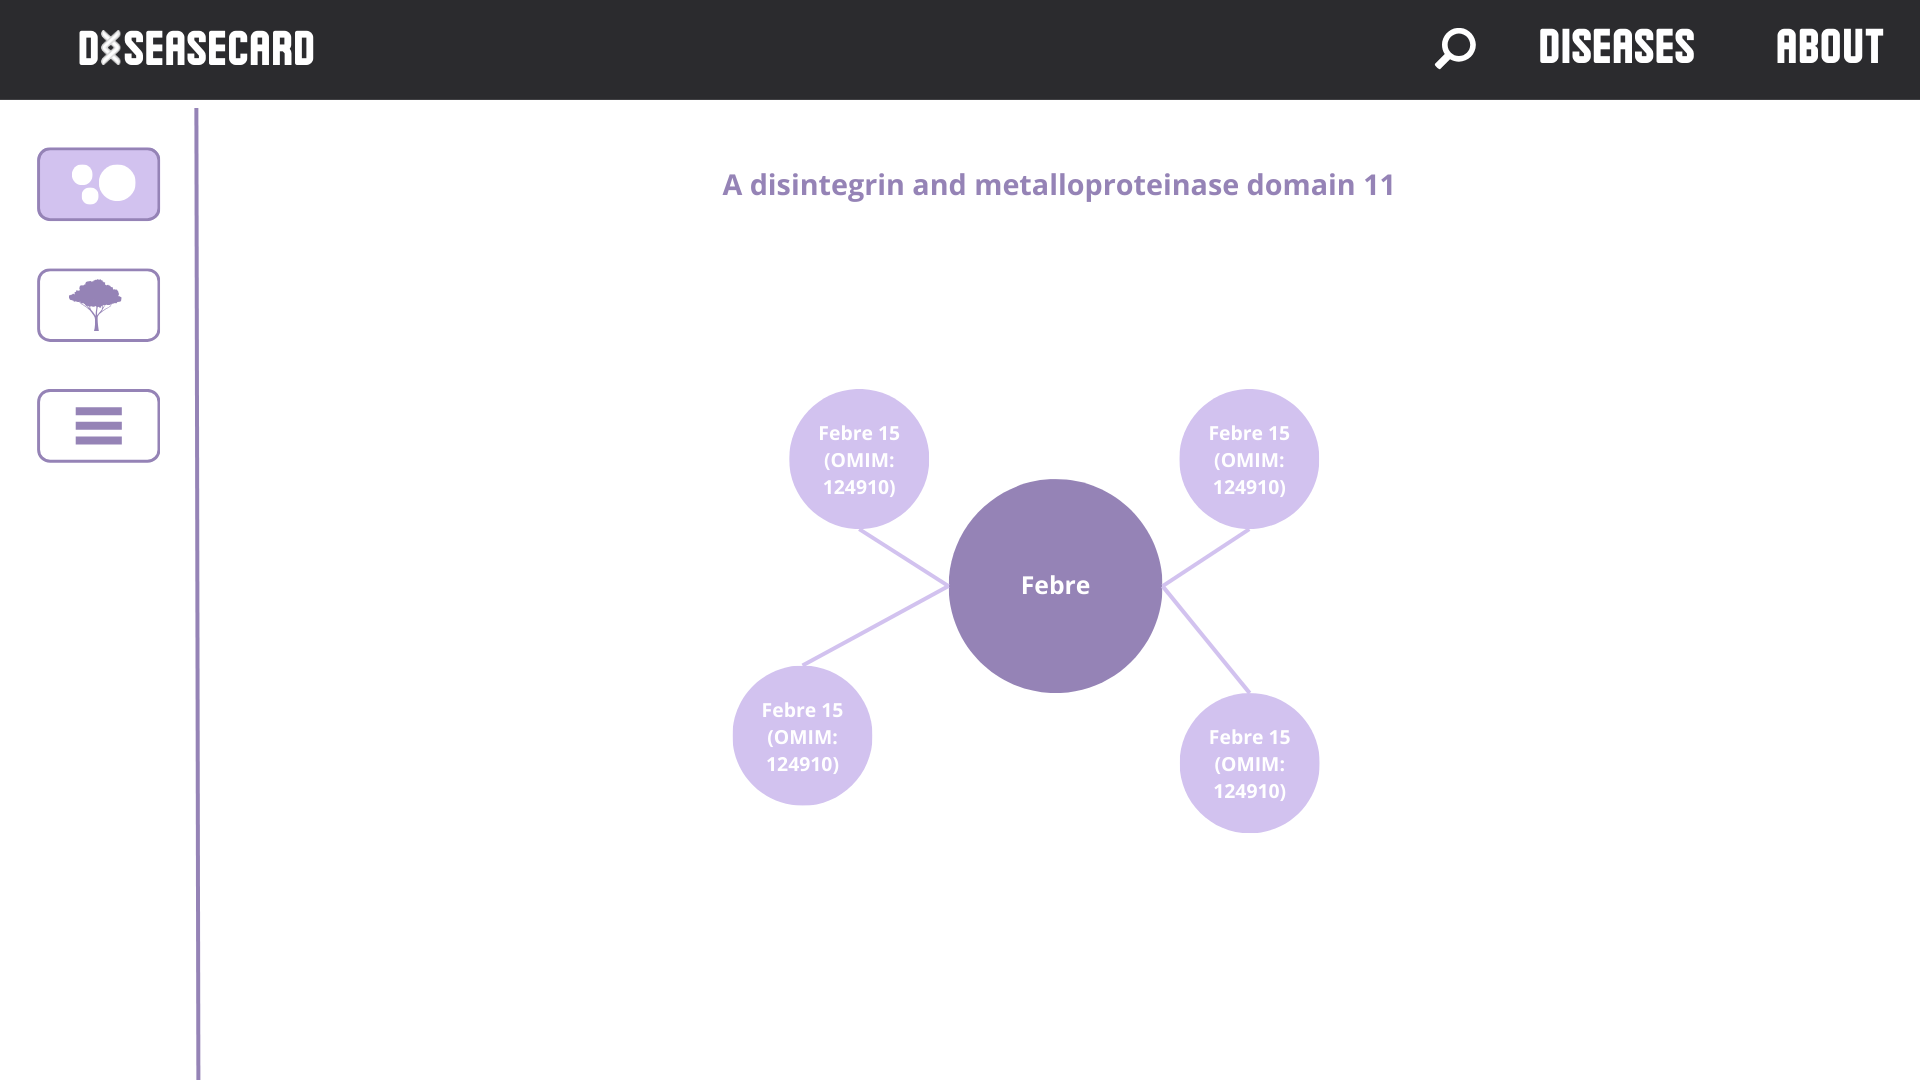 DISEASECARD
DISEASES
ABOUT
A disintegrin and metalloproteinase domain 11
Febre 15
(OMIM:
124910)
Febre 15
(OMIM:
124910)
Febre
Febre 15
(OMIM:
124910)
Febre 15
(OMIM:
124910)